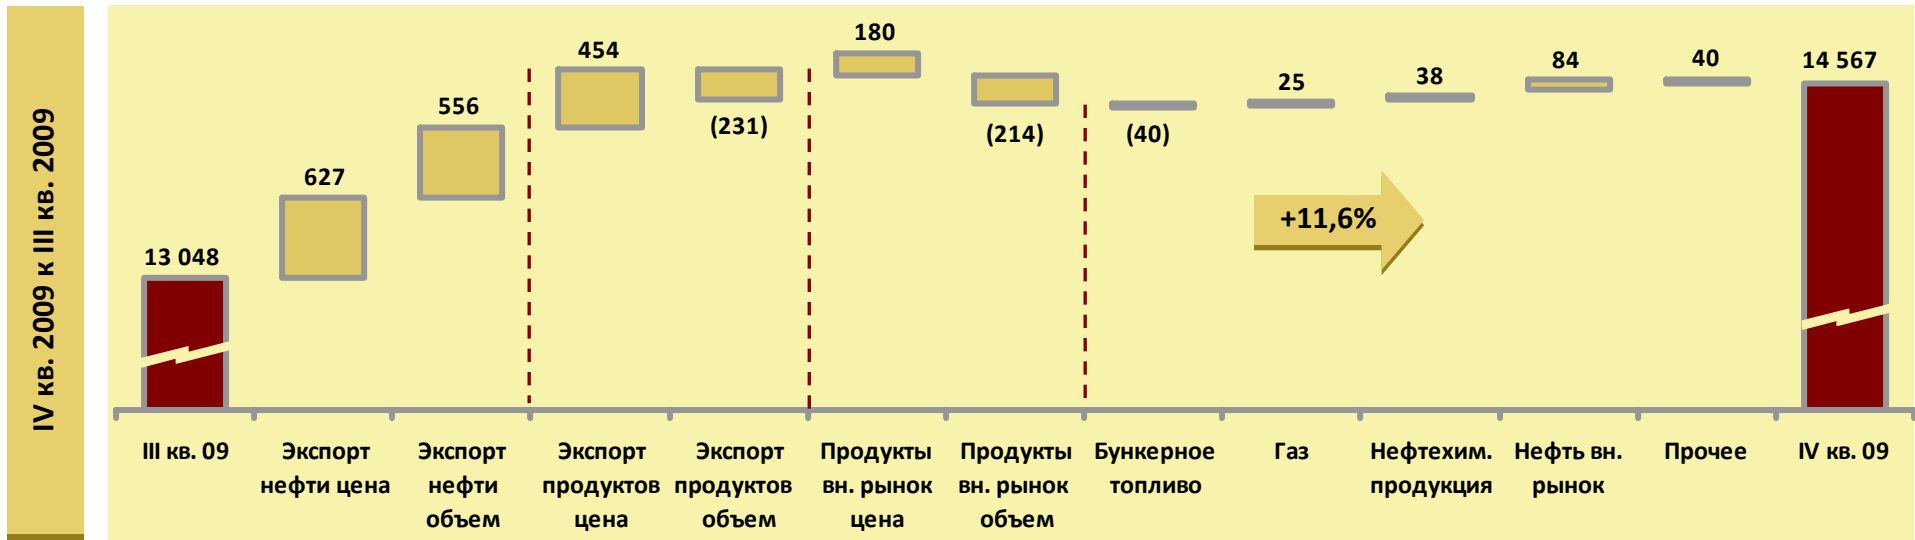 IV кв. 2009 к III кв. 2009
13 048
627
556
454
(231)
180
(214)
(40)
25
38
84
40
14 567
+11,6%
III кв. 09
Экспорт
нефти цена
Экспорт
нефти
объем
Экспорт
продуктов
цена
Экспорт
продуктов
объем
Продукты
вн. рынок
цена
Продукты
вн. рынок
объем
Бункерное
топливо
Газ
Нефтехим.
продукция
Нефть вн.
рынок
Прочее
IV кв. 09